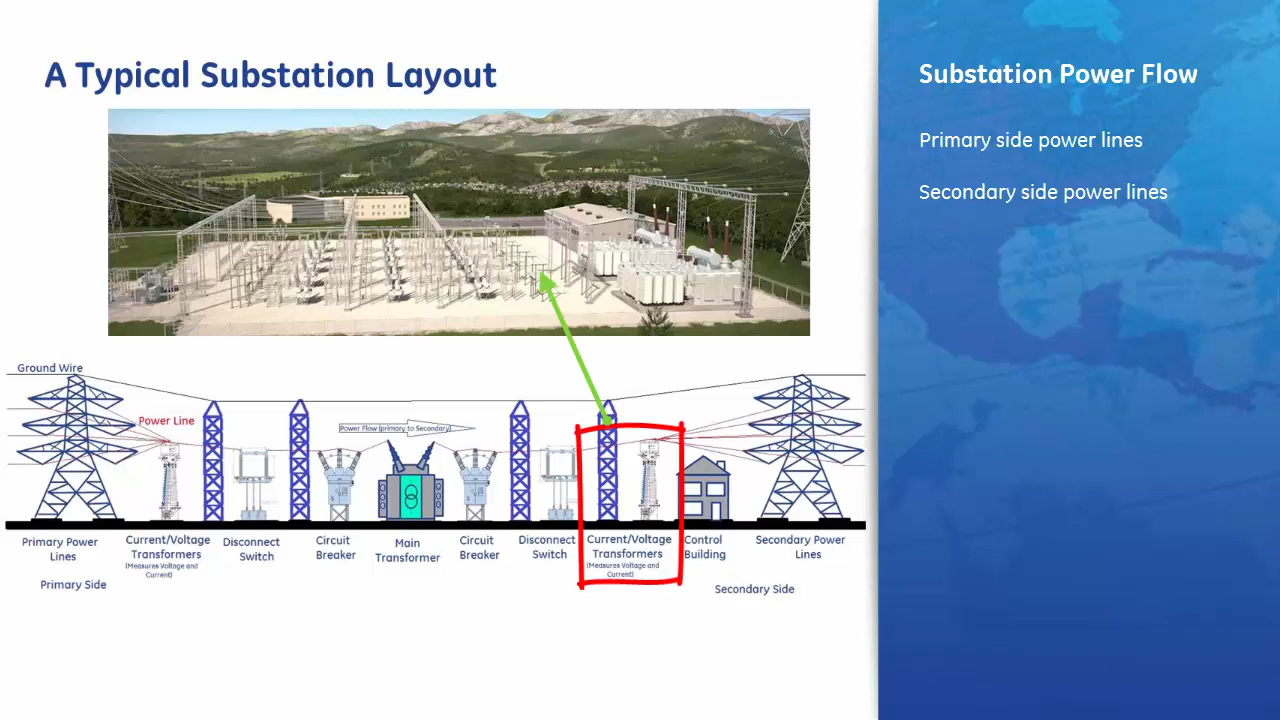 A Typical Substation Layout
Substation Power Flow
Primary side power lines
Secondary side power lines
Ground Wire
Power Line
Power Flow (primary to Secondary)
Primary Power
Lines
Current/Voltage
Transformers
(Measures Voltage and
Current)
Disconnect
Switch
Circuit
Breaker
Main
Transformer
Circuit
Breaker
Disconnect
Switch
Current/Voltage
Transformers
(Measures Voltage and
Current)
Control
Building
Secondary Power
Lines
Primary Side
Secondary Side